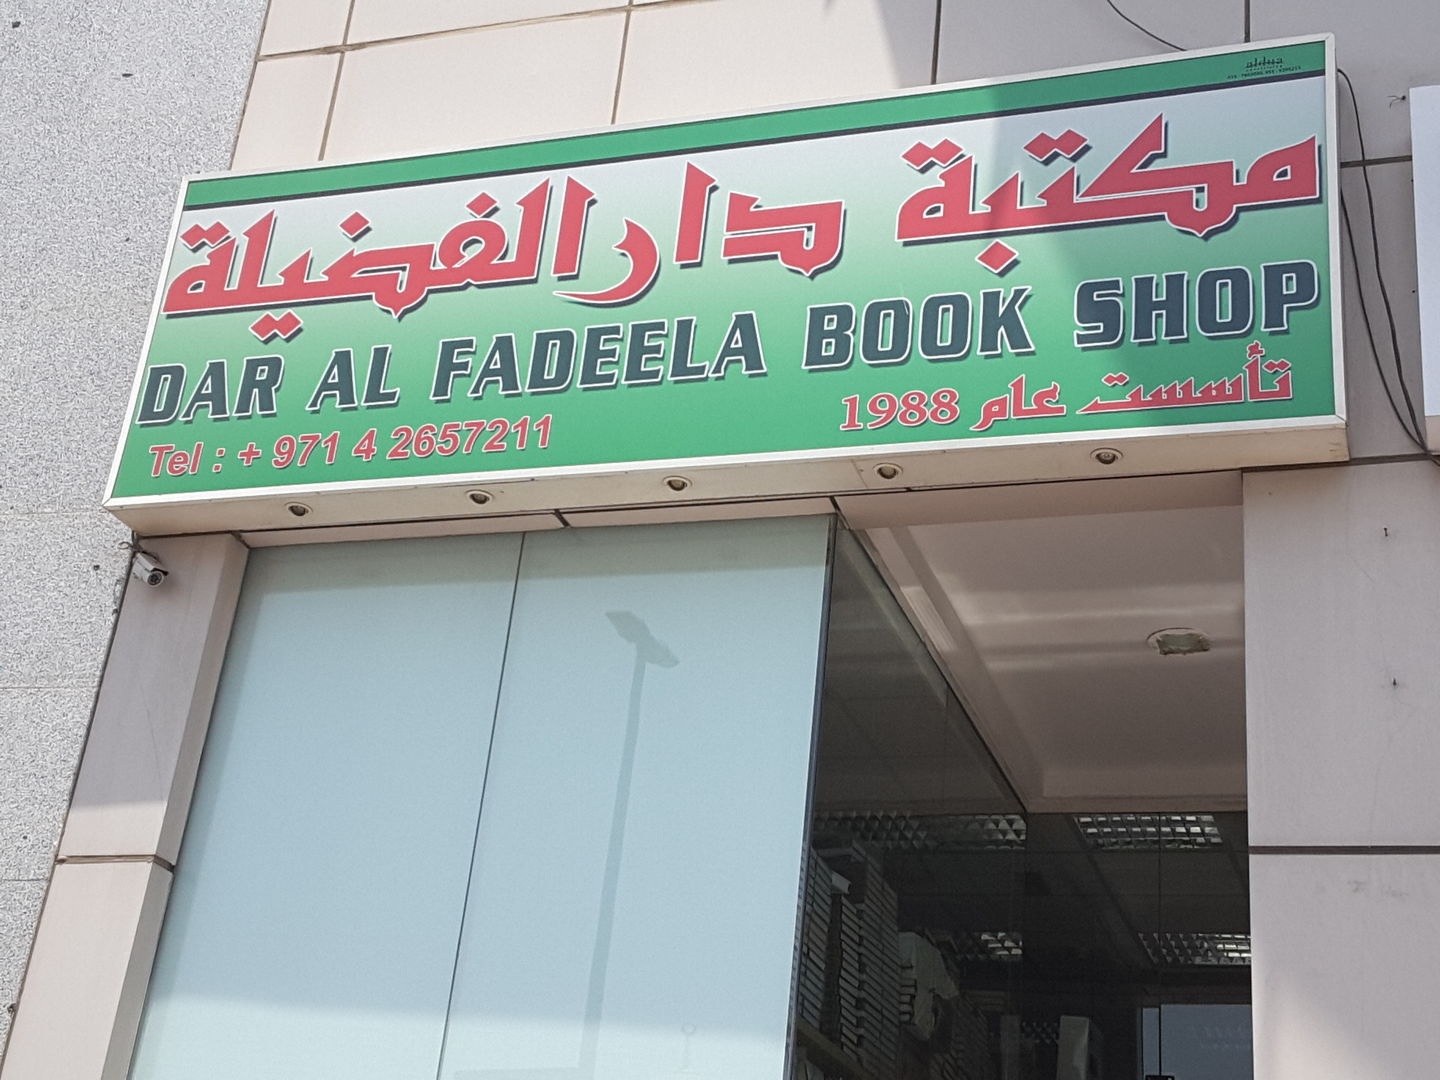 مكتبة دار الفضيلة
DAR AL FADEELA BOOK SHOP
تأسست عام 1988
Tel : + 971 4 2657211